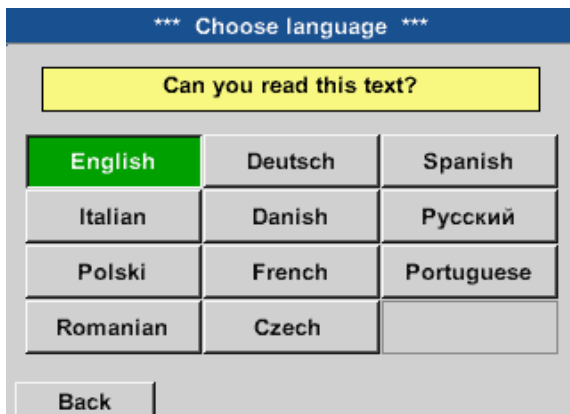 *** Choose language ***
Can you read this text?
English Deutsch Spanish
Italian Danish Русский
Polski French Portuguese
Romanian Czech
Back